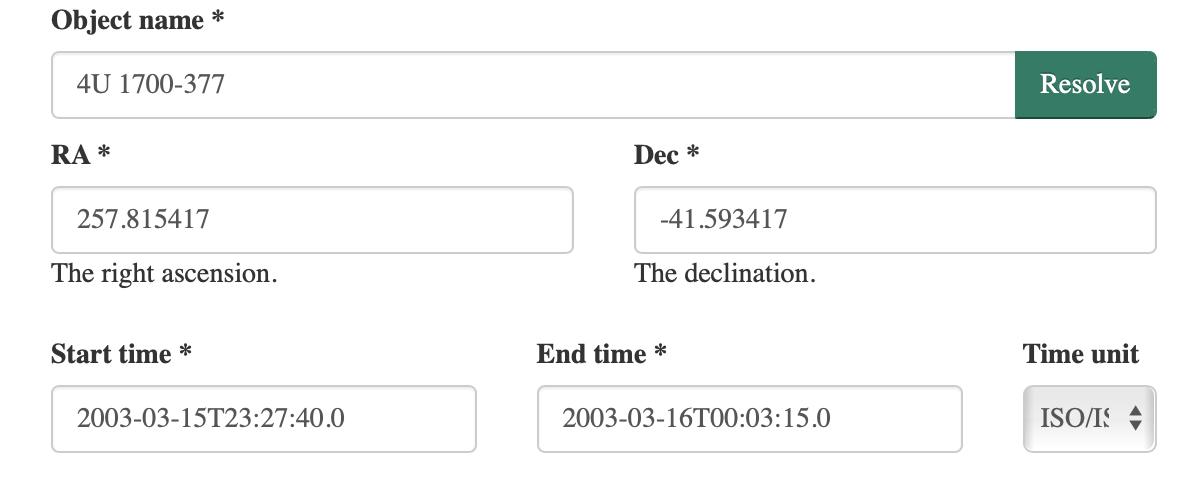 Object name *
4U 1700-377
Resolve
RA *
Dec *
257.815417
-41.593417
The right ascension.
The declination.
Start time *
End time *
Time unit
2003-03-15T23:27:40.0
2003-03-16T00:03:15.0
ISO/IS